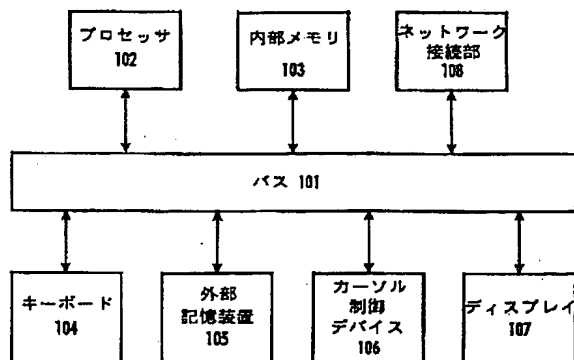 プロセッサ
102
内部メモリ
103
ネットワーク
接続部
108
バス 101
キーボード
104
外部
記憶装置
105
カーソル
制御
デバイス
106
ディスプレイ
107